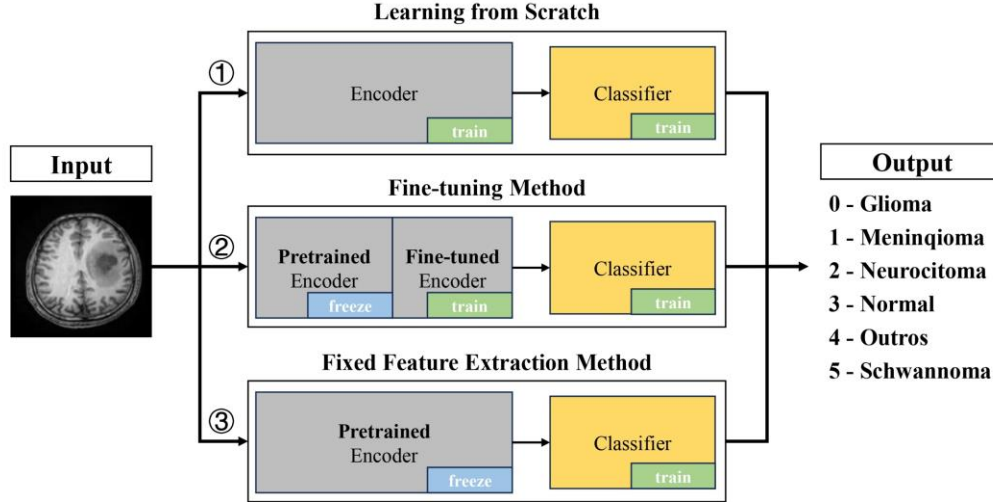 Learning from Scratch
①
Encoder
train
Classifier
train
Input
Fine-tuning Method
②
Pretrained
Encoder
freeze
Fine-tuned
Encoder
train
Classifier
train
Fixed Feature Extraction Method
③
Pretrained
Encoder
freeze
Classifier
train
Output
0 - Glioma
1 - Meninqioma
2 - Neurocitoma
3 - Normal
4 - Outros
5 - Schwannoma